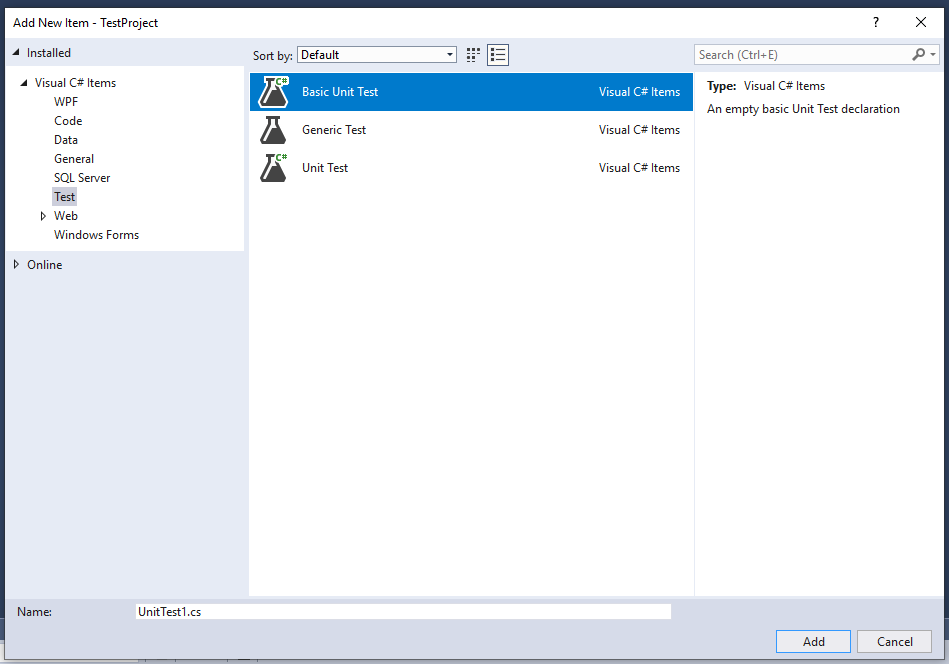 Add New Item - TestProject
?
Installed
Sort by: Default
Search (Ctrl+E)
Visual C# Items
WPF
Code
Data
General
SQL Server
Test
Web
Windows Forms
Online
C# Basic Unit Test Visual C# Items
Generic Test Visual C# Items
C# Unit Test Visual C# Items
Type: Visual C# Items
An empty basic Unit Test declaration
Name: UnitTest1.cs
Add Cancel